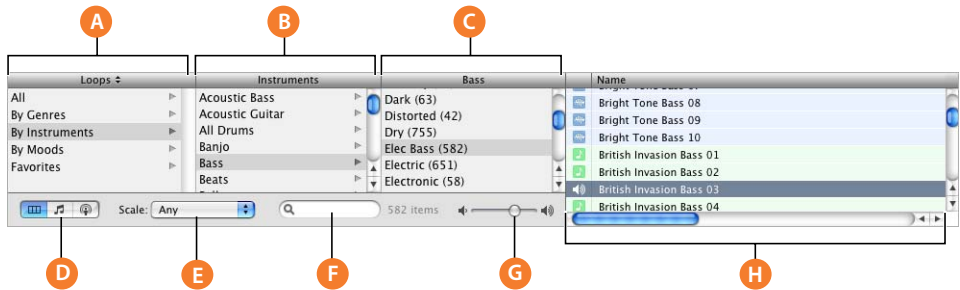 A
B
C
Loops
Instruments
Bass
Name
All
By Genres
By Instruments
By Moods
Favorites
Acoustic Bass
Acoustic Guitar
All Drums
Banjo
Bass
Beats
Dark (63)
Distorted (42)
Dry (755)
Elec Bass (582)
Electric (651)
Electronic (58)
Bright Tone Bass 08
Bright Tone Bass 09
Bright Tone Bass 10
British Invasion Bass 01
British Invasion Bass 02
British Invasion Bass 03
British Invasion Bass 04
Scale: Any
582 items
D
E
F
G
H